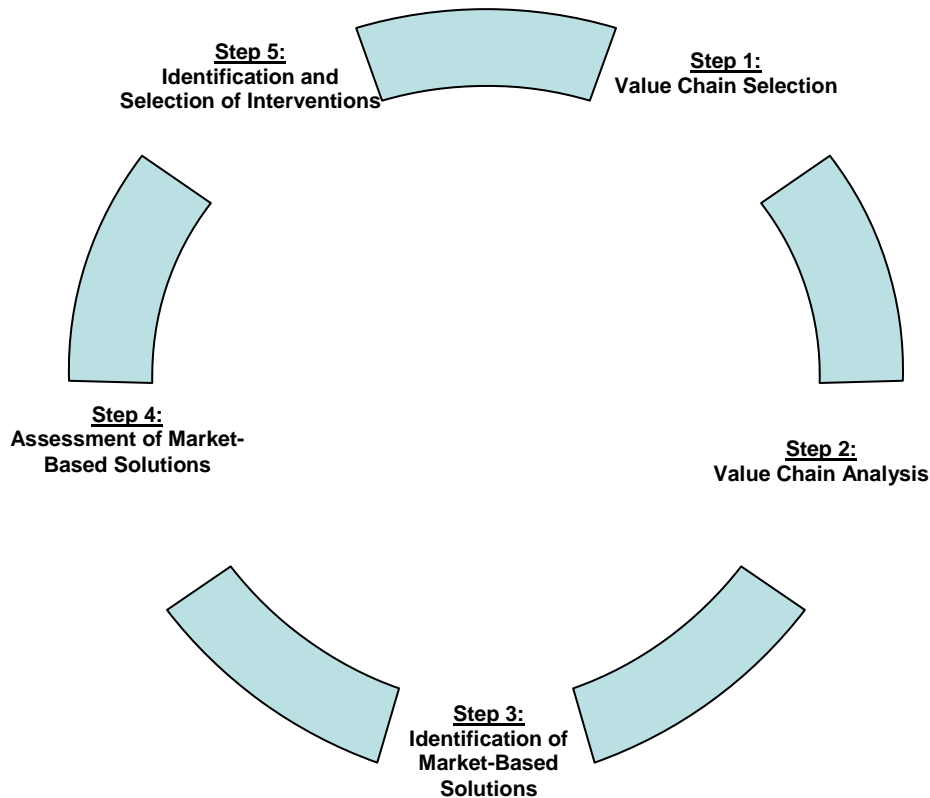 Step 1:
Value Chain Selection
Step 2:
Value Chain Analysis
Step 3:
Identification of
Market-Based
Solutions
Step 4:
Assessment of Market-
Based Solutions
Step 5:
Identification and
Selection of Interventions